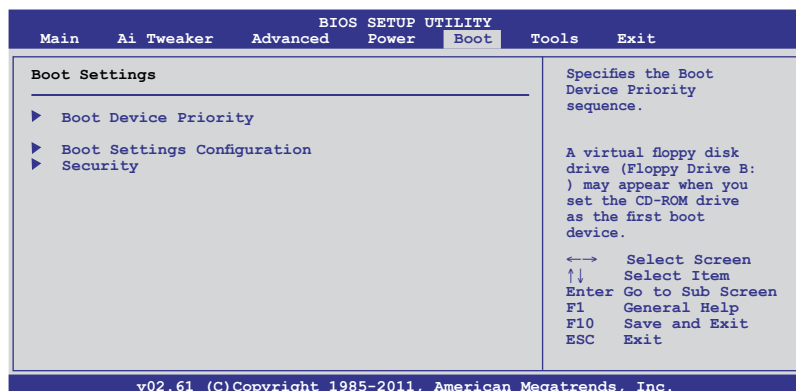 BIOS SETUP UTILITY
Main Ai Tweaker Advanced Power Boot Tools Exit
Boot Settings
Boot Device Priority
Boot Settings Configuration
Security
Specifies the Boot
Device Priority
sequence.
A virtual floppy disk
drive (Floppy Drive B:
) may appear when you
set the CD-ROM drive
as the first boot
device.
←→ Select Screen
↑↓ Select Item
Enter Go to Sub Screen
F1 General Help
F10 Save and Exit
ESC Exit
v02.61 (C)Copyright 1985-2011, American Megatrends, Inc.